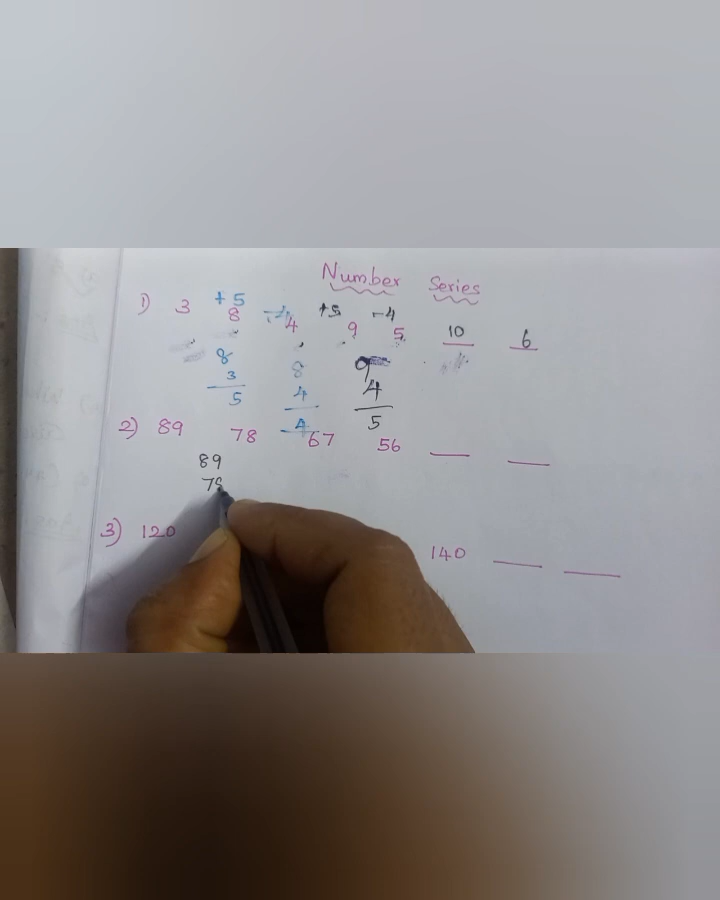 Number Series
+5 -4 +5 -4
1) 3 8 4 9 5 10 6
8 8 9
3 4 4
5 4 5
2) 89 78 67 56
89
78
3) 120 140